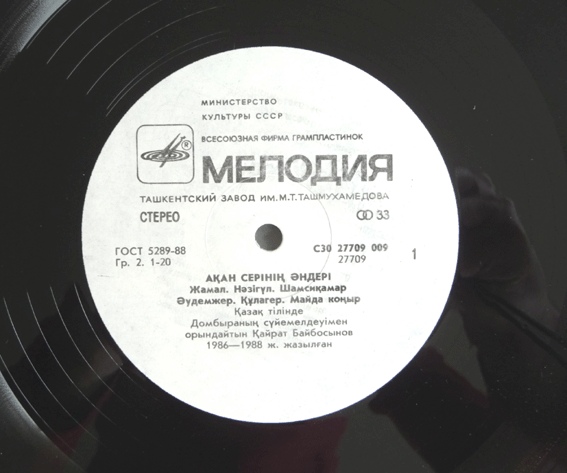 МИНИСТЕРСТВО
КУЛЬТУРЫ СССР
ВСЕСОЮЗНАЯ ФИРМА ГРАМПЛАСТИНОК
® МЕЛОДИЯ
ТАШКЕНТСКИЙ ЗАВОД ИМ. М.Т. ТАШМУХАМЕДОВА
СТЕРЕО 33
ГОСТ 5289-88 С30 27709 009
Гр. 2. 1-20 27709 1
АҚАН СЕРІНІҢ ӘНДЕРІ
Жамал. Нәзігүл. Шамсиқамар
Әудемжер. Құлагер. Майда коңыр
Қазақ тілінде
Домбыраның сүйемелдеуімен
орындайтын Қайрат Байбосынов
1986—1988 ж. жазылған